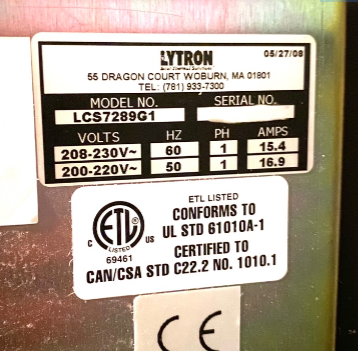 LYTRON
05/27/08
55 DRAGON COURT WOBURN, MA 01801
TEL: (781) 933-7300
MODEL NO. SERIAL NO.
LCS7289G1
VOLTS HZ PH AMPS
208-230V~ 60 1 15.4
200-220V~ 50 1 16.9
ETL LISTED
CONFORMS TO
UL STD 61010A-1
CERTIFIED TO
CAN/CSA STD C22.2 NO. 1010.1
C ETL US
LISTED
69461
CE